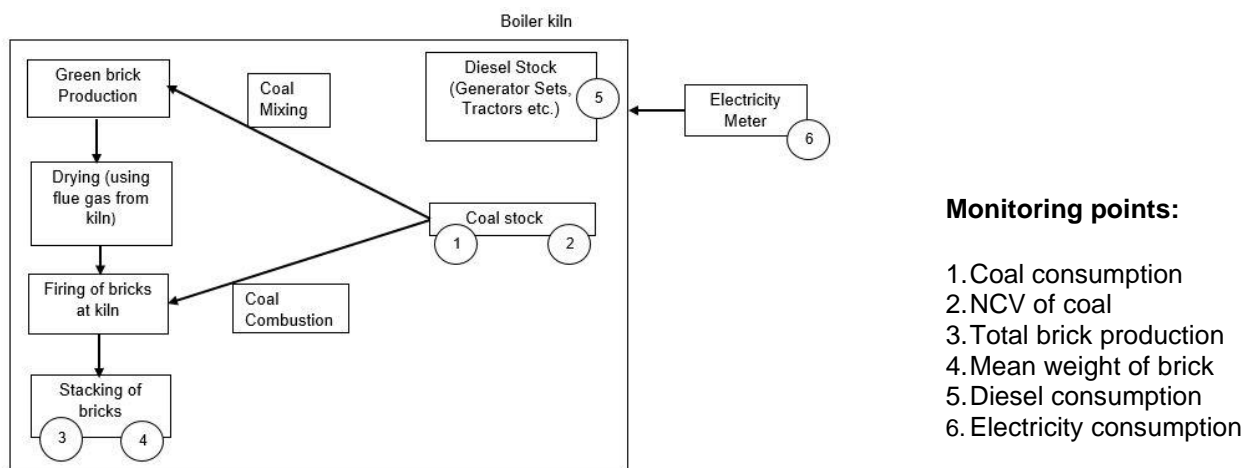 Boiler kiln
Green brick
Production
Coal
Mixing
Diesel Stock
(Generator Sets,
Tractors etc.)
5
Electricity
Meter
6
Drying (using
flue gas from
kiln)
Coal stock
1
2
Firing of bricks
at kiln
Coal
Combustion
Stacking of
bricks
3
4
Monitoring points:
1.Coal consumption
2.NCV of coal
3.Total brick production
4.Mean weight of brick
5.Diesel consumption
6.Electricity consumption